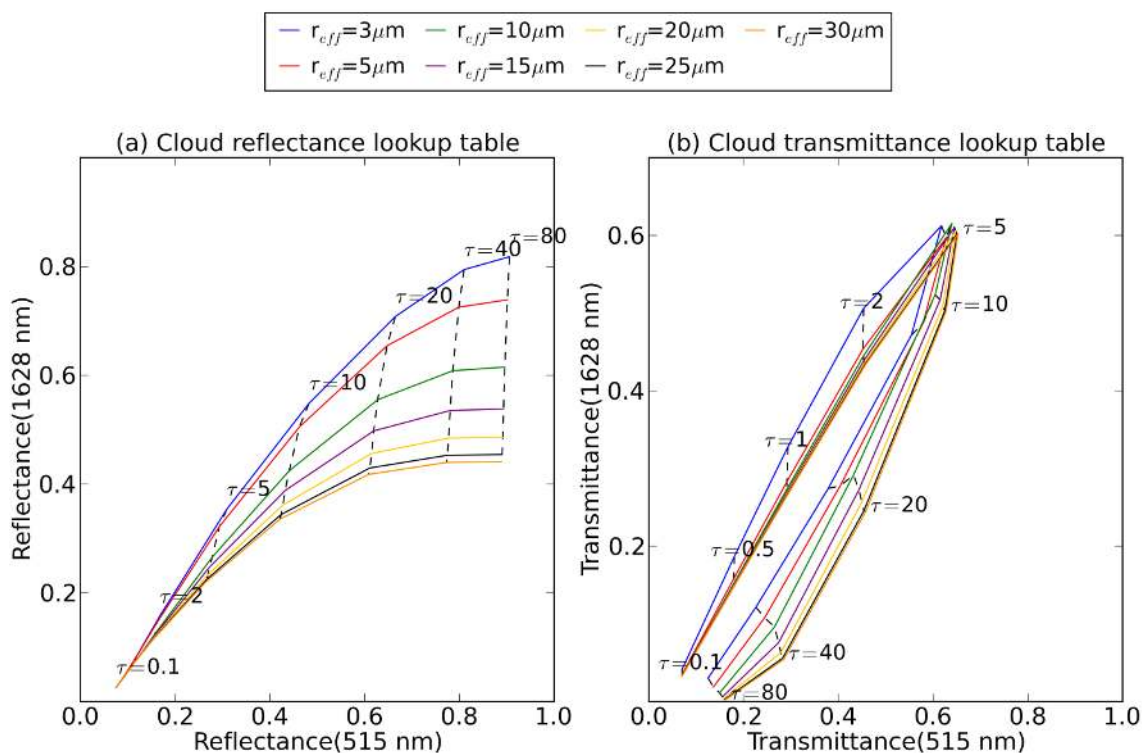 r_eff=3μm r_eff=10μm r_eff=20μm r_eff=30μm
r_eff=5μm r_eff=15μm r_eff=25μm
(a) Cloud reflectance lookup table
Reflectance(1628 nm)
0.8
0.6
0.4
0.2
τ=80
τ=40
τ=20
τ=10
τ=5
τ=2
τ=0.1
0.0 0.2 0.4 0.6 0.8 1.0
Reflectance(515 nm)
(b) Cloud transmittance lookup table
Transmittance(1628 nm)
0.6
0.4
0.2
τ=5
τ=2
τ=10
τ=1
τ=20
τ=0.5
τ=0.1
τ=40
τ=80
0.0 0.2 0.4 0.6 0.8 1.0
Transmittance(515 nm)